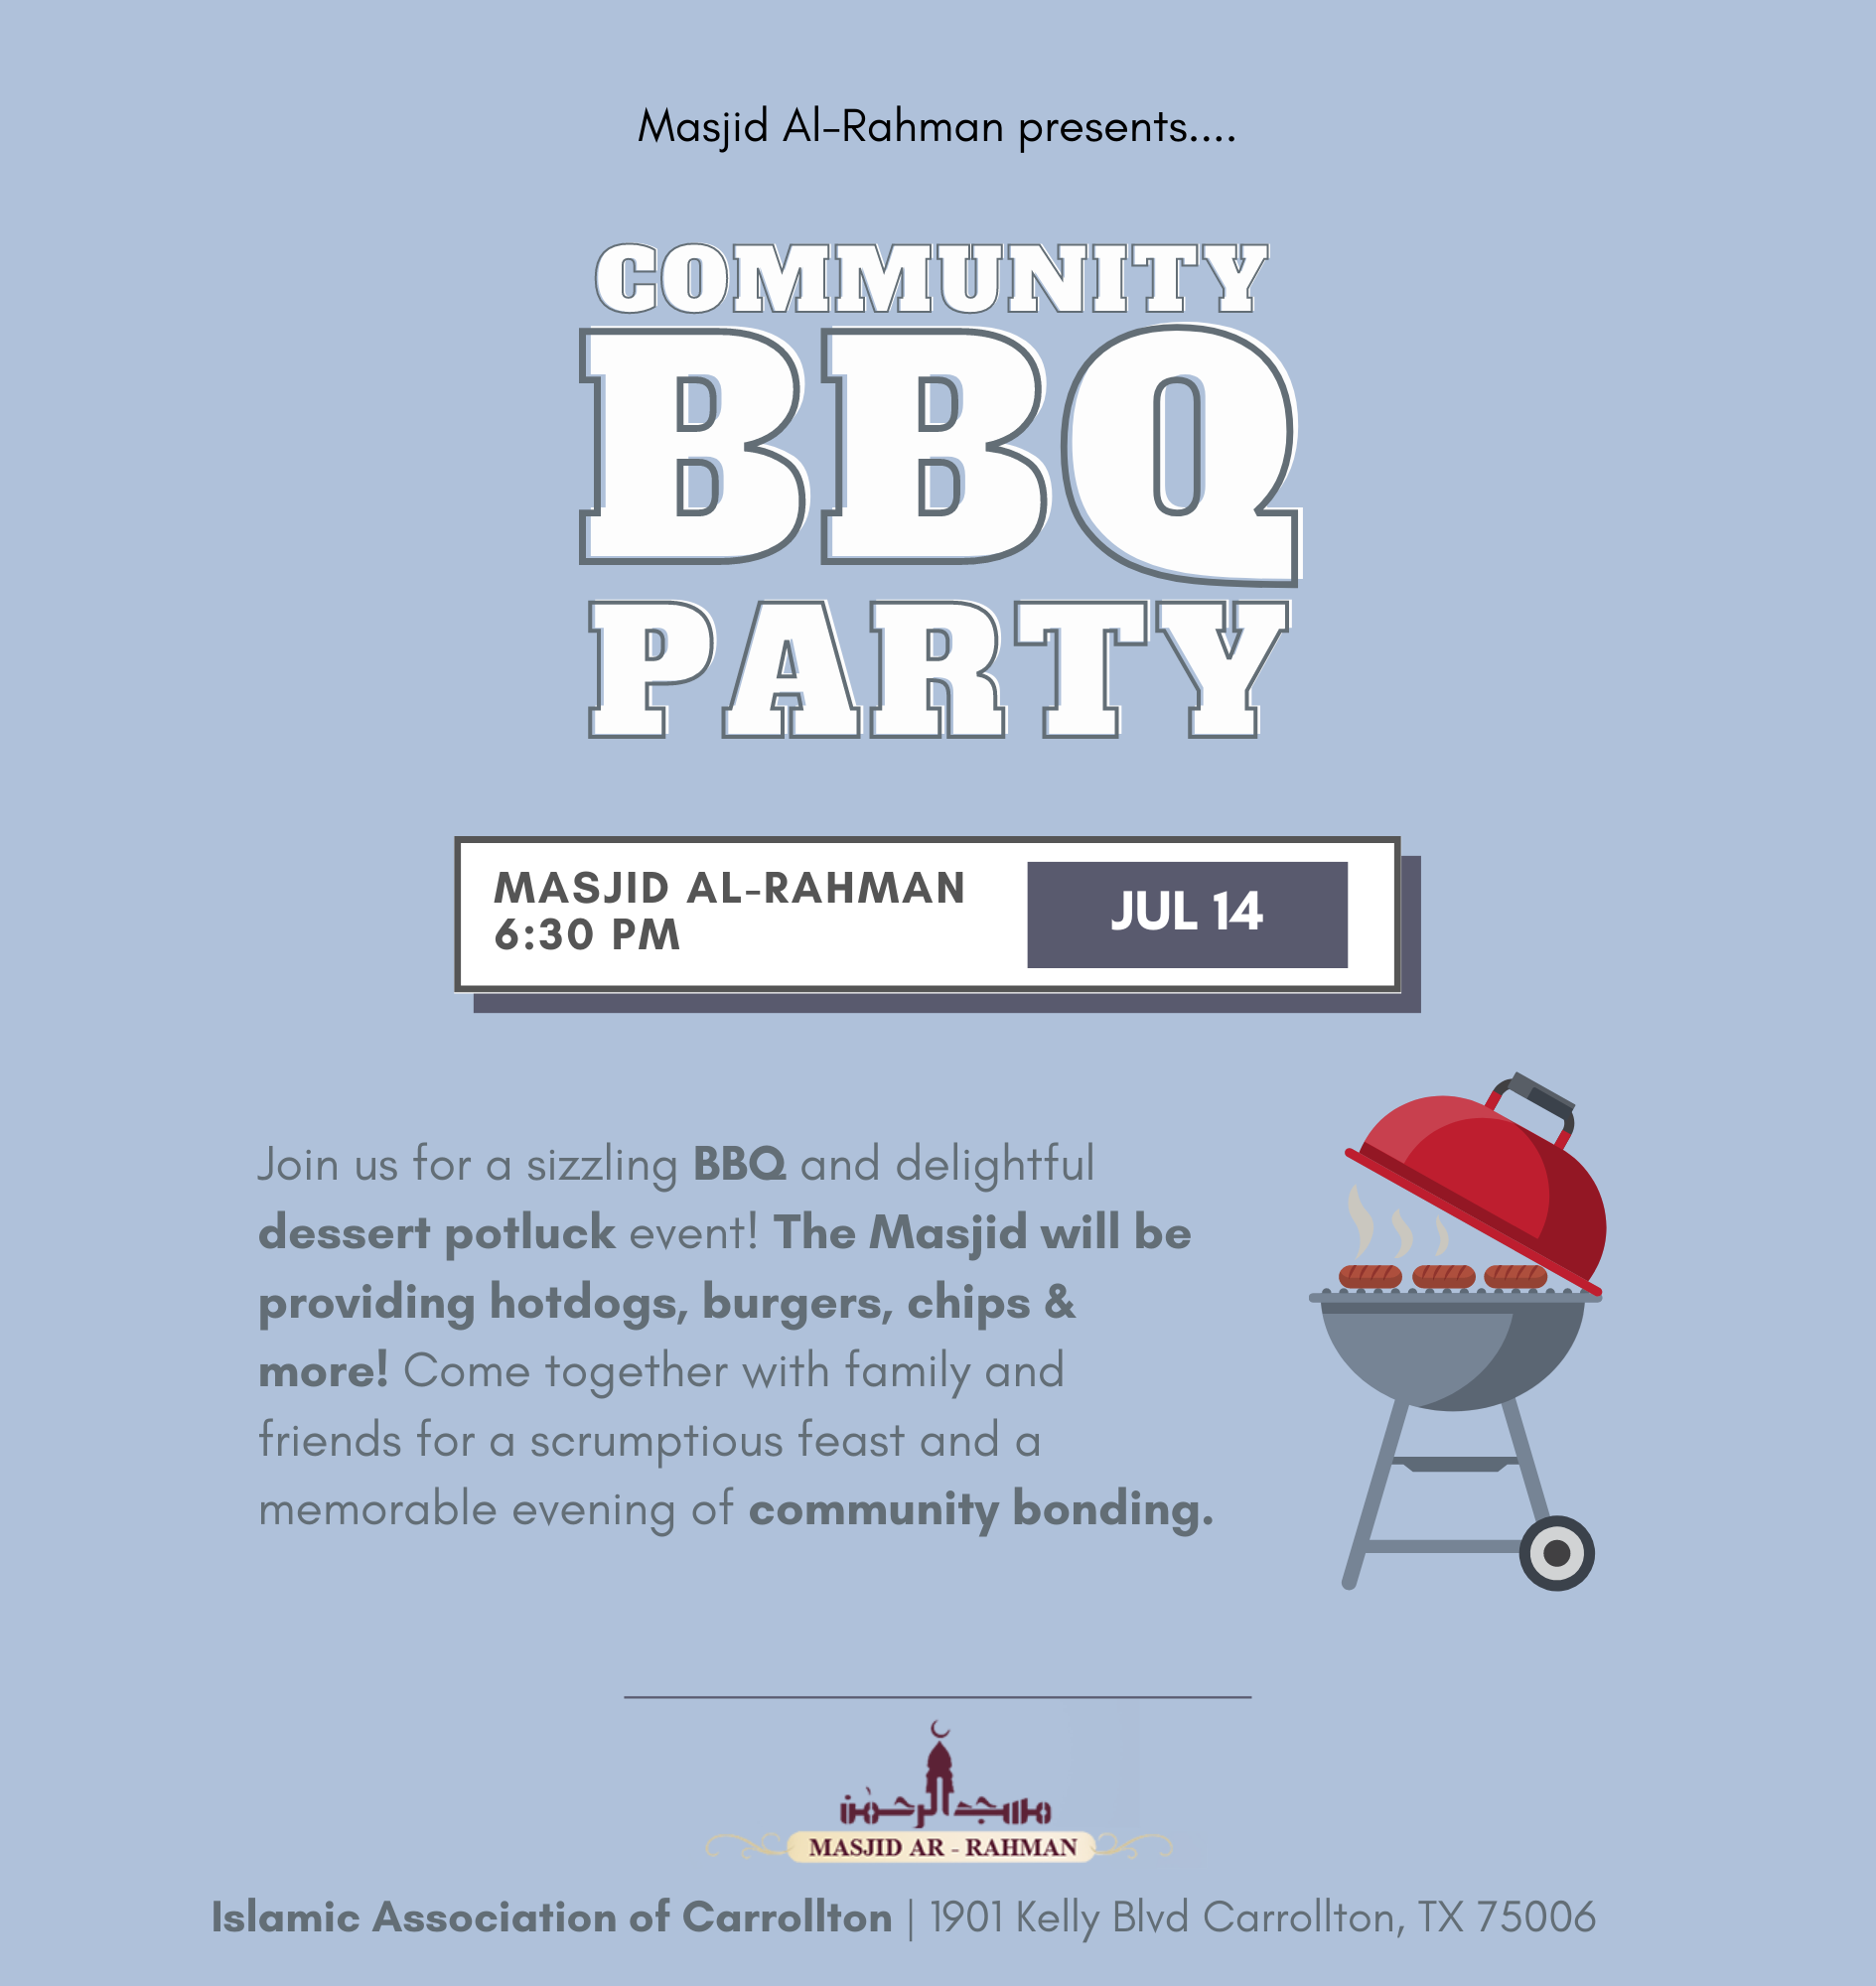 Masjid Al-Rahman presents....
COMMUNITY
BBQ
PARTY
MASJID AL-RAHMAN
6:30 PM
JUL 14
Join us for a sizzling BBQ and delightful
dessert potluck event! The Masjid will be
providing hotdogs, burgers, chips &
more! Come together with family and
friends for a scrumptious feast and a
memorable evening of community bonding.
مسجد الرحمن
MASJID AR - RAHMAN
Islamic Association of Carrollton | 1901 Kelly Blvd Carrollton, TX 75006